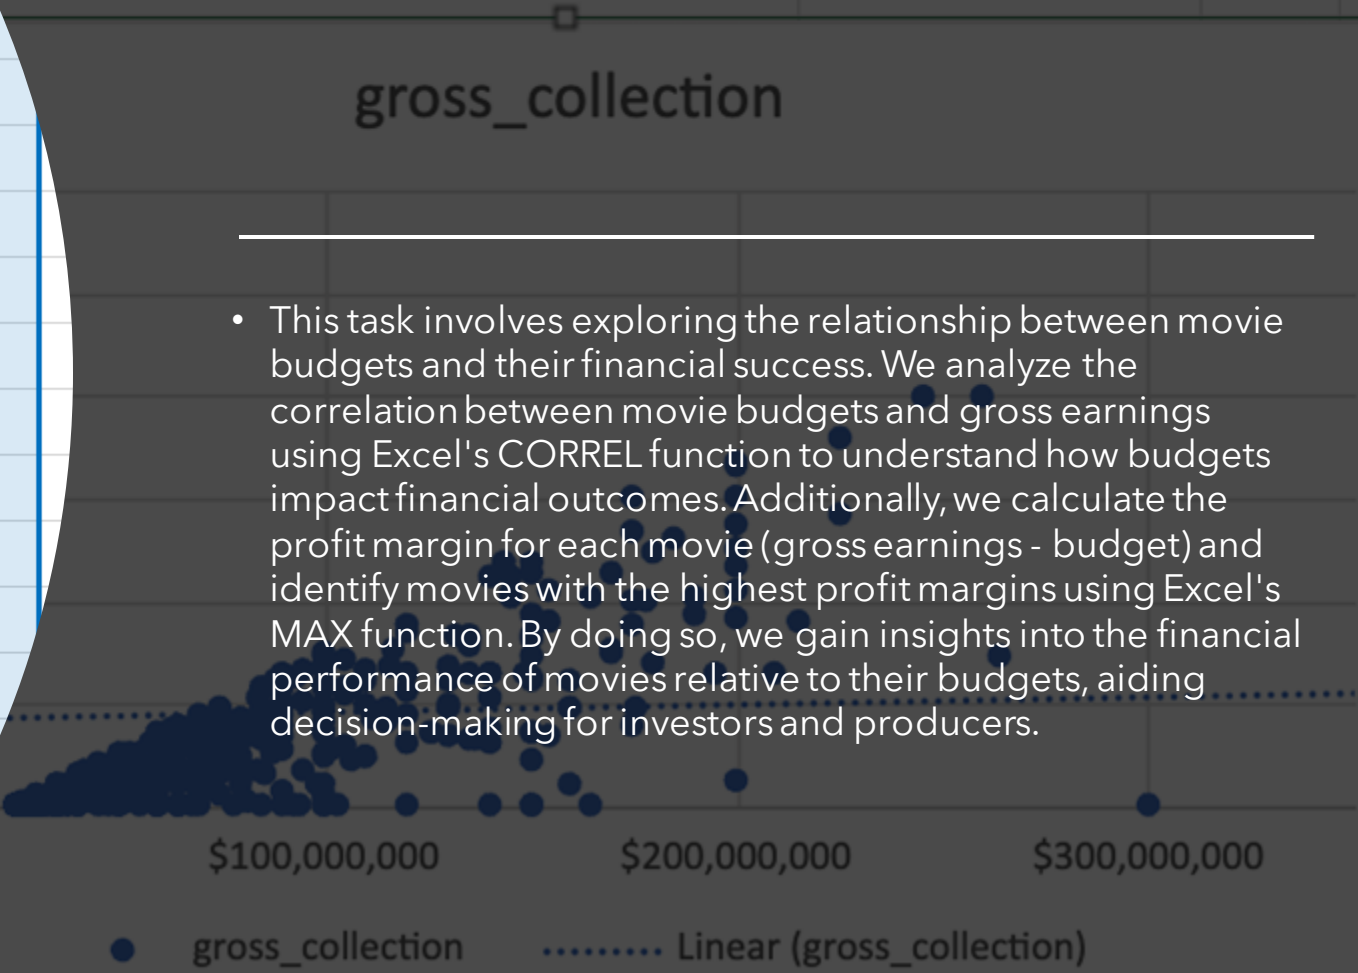 gross_collection
• This task involves exploring the relationship between movie
budgets and their financial success. We analyze the
correlation between movie budgets and gross earnings
using Excel's CORREL function to understand how budgets
impact financial outcomes. Additionally, we calculate the
profit margin for each movie (gross earnings - budget) and
identify movies with the highest profit margins using Excel's
MAX function. By doing so, we gain insights into the financial
performance of movies relative to their budgets, aiding
decision-making for investors and producers.
$100,000,000 $200,000,000 $300,000,000
gross_collection Linear (gross_collection)